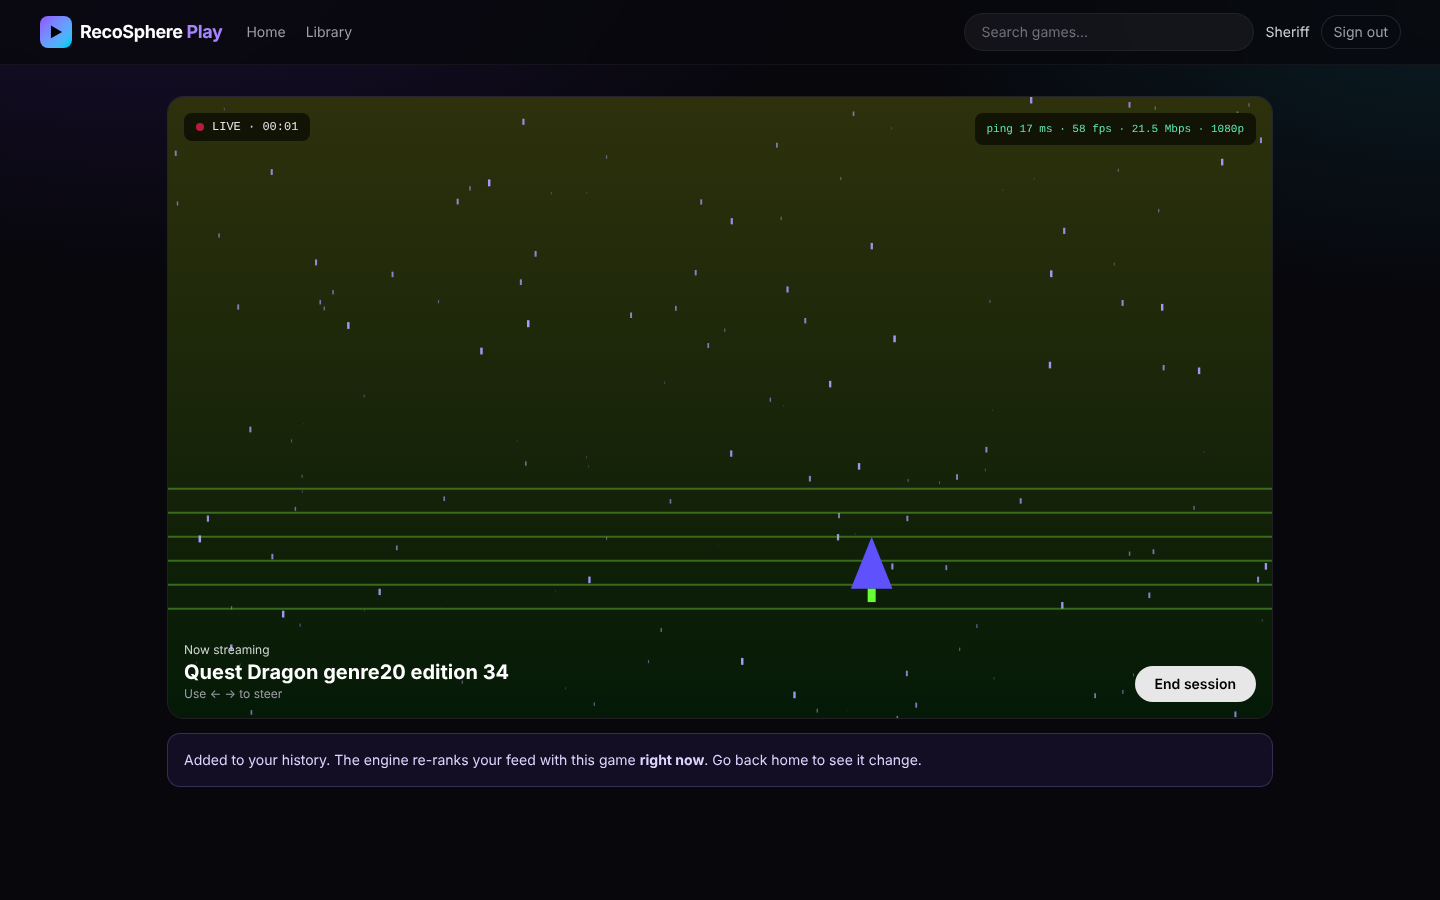 RecoSphere Play
Home
Library
Search games...
Sheriff
Sign out
LIVE · 00:01
ping 17 ms · 58 fps · 21.5 Mbps · 1080p
Now streaming
Quest Dragon genre20 edition 34
Use ← → to steer
End session
Added to your history. The engine re-ranks your feed with this game right now. Go back home to see it change.